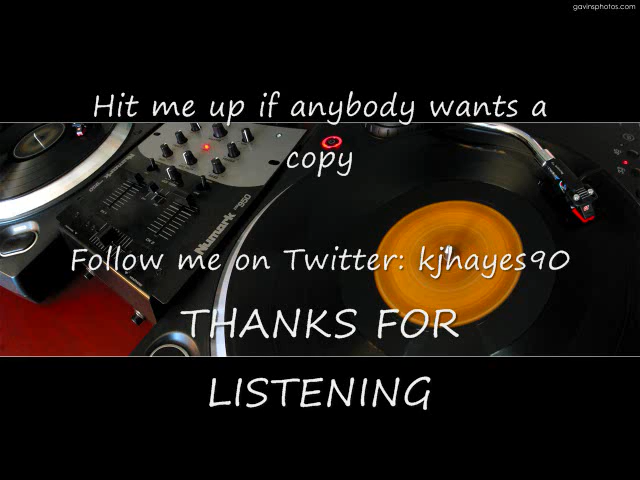 gavinsphotos.com
Hit me up if anybody wants a
copy
Numark
Follow me on Twitter: kjhayes90
THANKS FOR
LISTENING